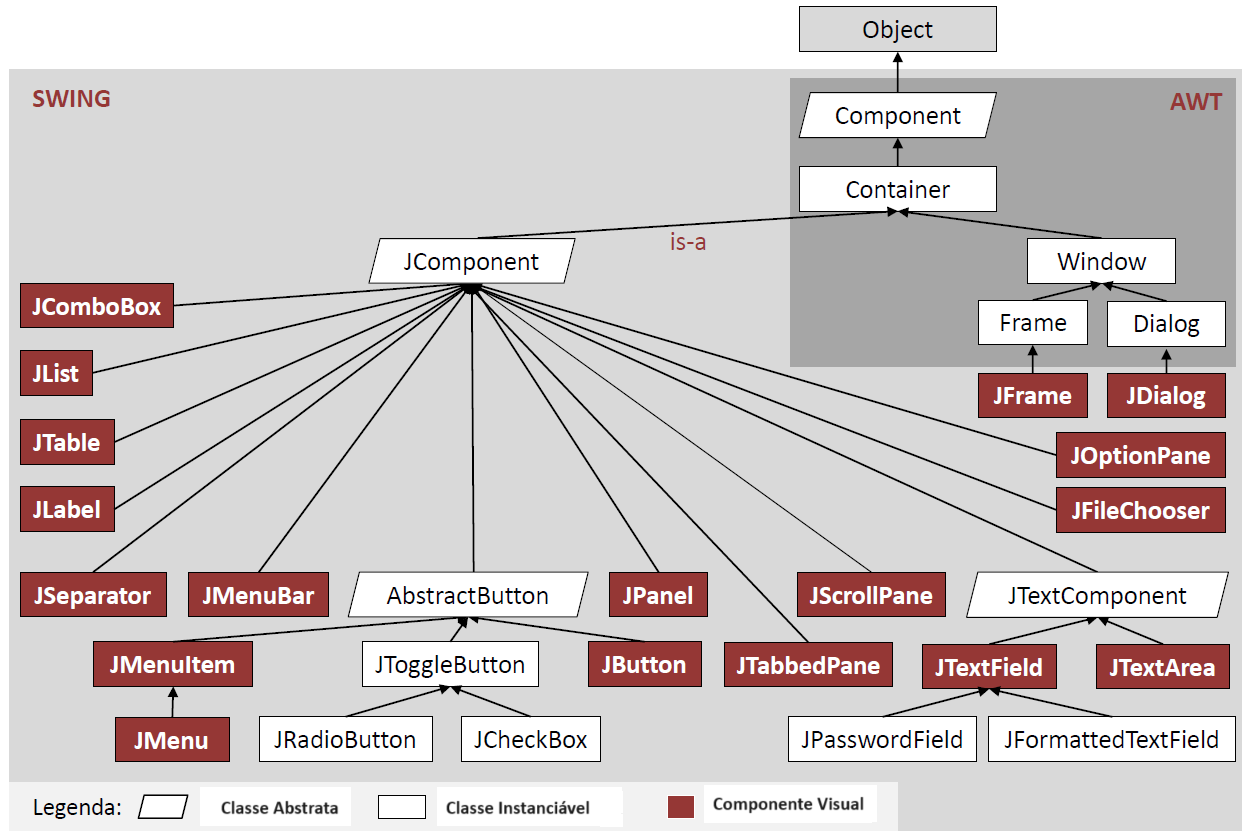 Object
SWING
AWT
Component
Container
is-a
JComponent
Window
JComboBox
Frame
Dialog
JList
JFrame
JDialog
JTable
JOptionPane
JLabel
JFileChooser
JSeparator
JMenuBar
AbstractButton
JPanel
JScrollPane
JTextComponent
JMenuItem
JToggleButton
JButton
JTabbedPane
JTextField
JTextArea
JMenu
JRadioButton
JCheckBox
JPasswordField
JFormattedTextField
Legenda:
Classe Abstrata
Classe Instanciável
Componente Visual